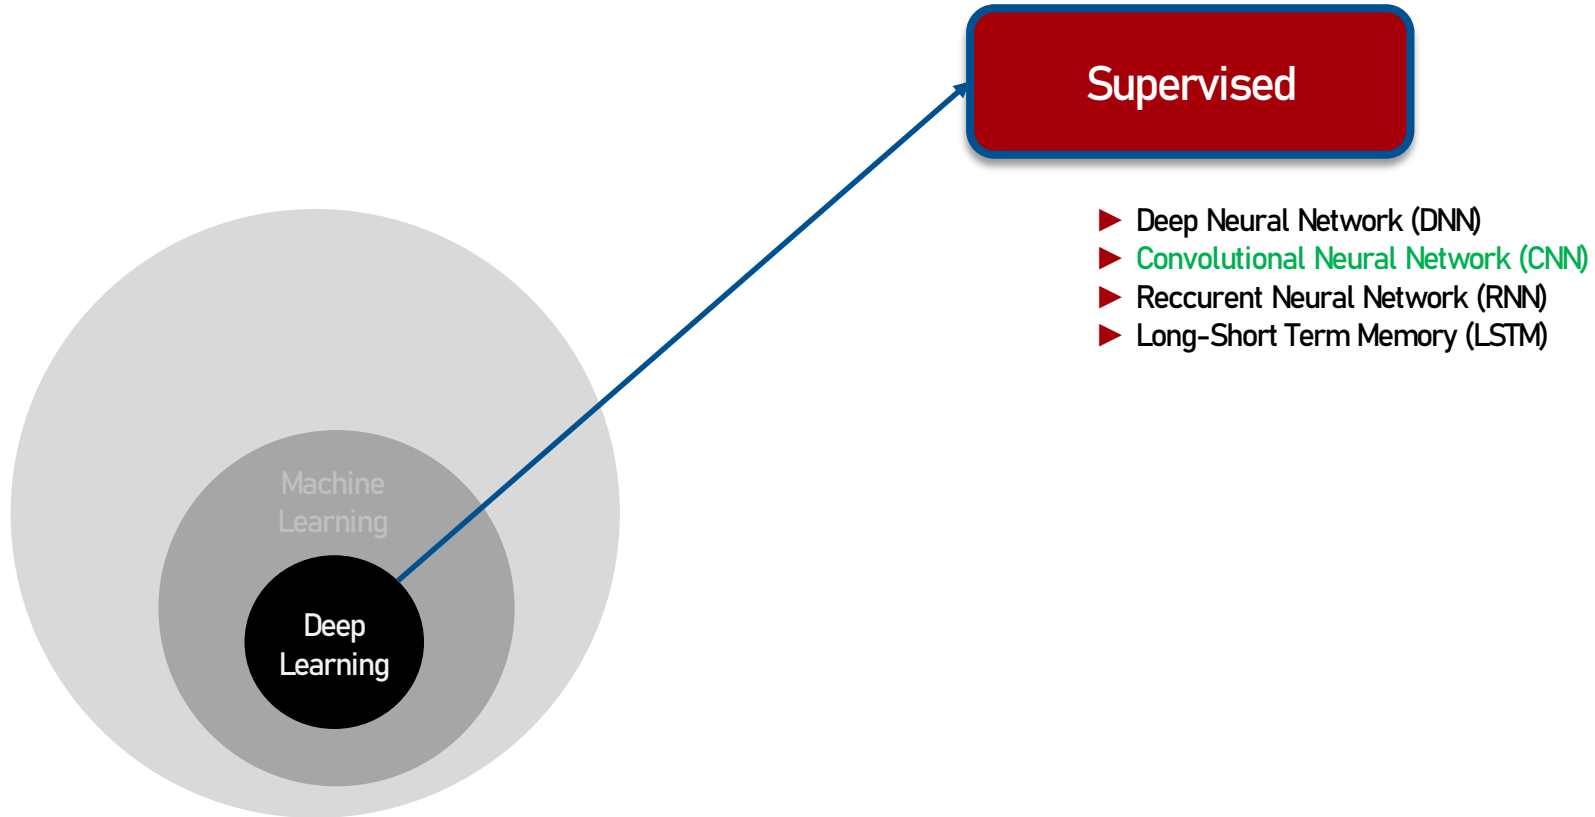 Supervised
► Deep Neural Network (DNN)
► Convolutional Neural Network (CNN)
► Reccurent Neural Network (RNN)
► Long-Short Term Memory (LSTM)
Machine
Learning
Deep
Learning